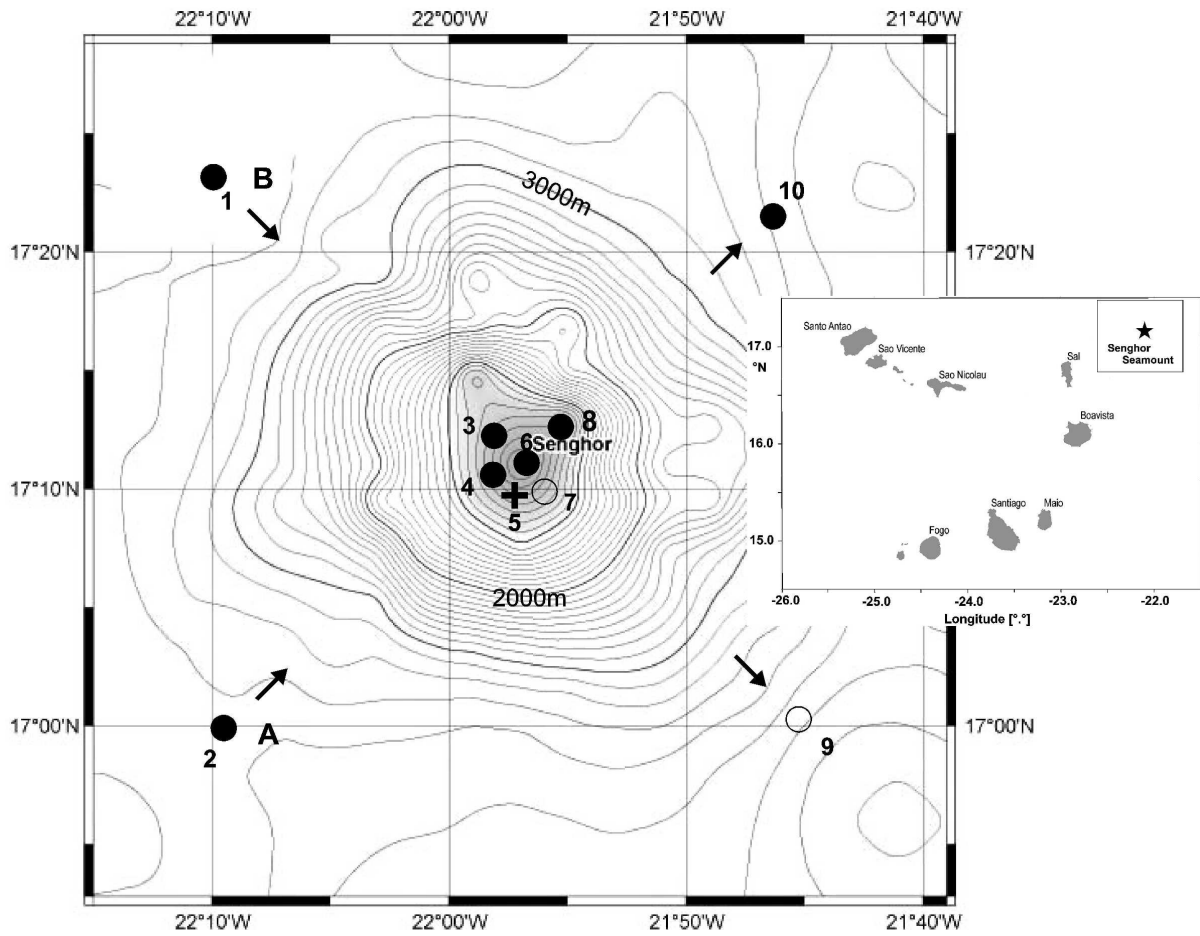 22°10'W 22°00'W 21°50'W 21°40'W
1
B
3000m
10
17°20'N
17°20'N
3
8
6
Senghor
4
7
5
17°10'N
2000m
17.0
°N
16.0
15.0
Santo Antao
Sao Vicente
Sao Nicolau
Sal
Senghor
Seamount
Boavista
Santiago
Maio
Fogo
-26.0 -25.0 -24.0 -23.0 -22.0
Longitude [°.°]
17°00'N
17°00'N
2
A
9
22°10'W 22°00'W 21°50'W 21°40'W